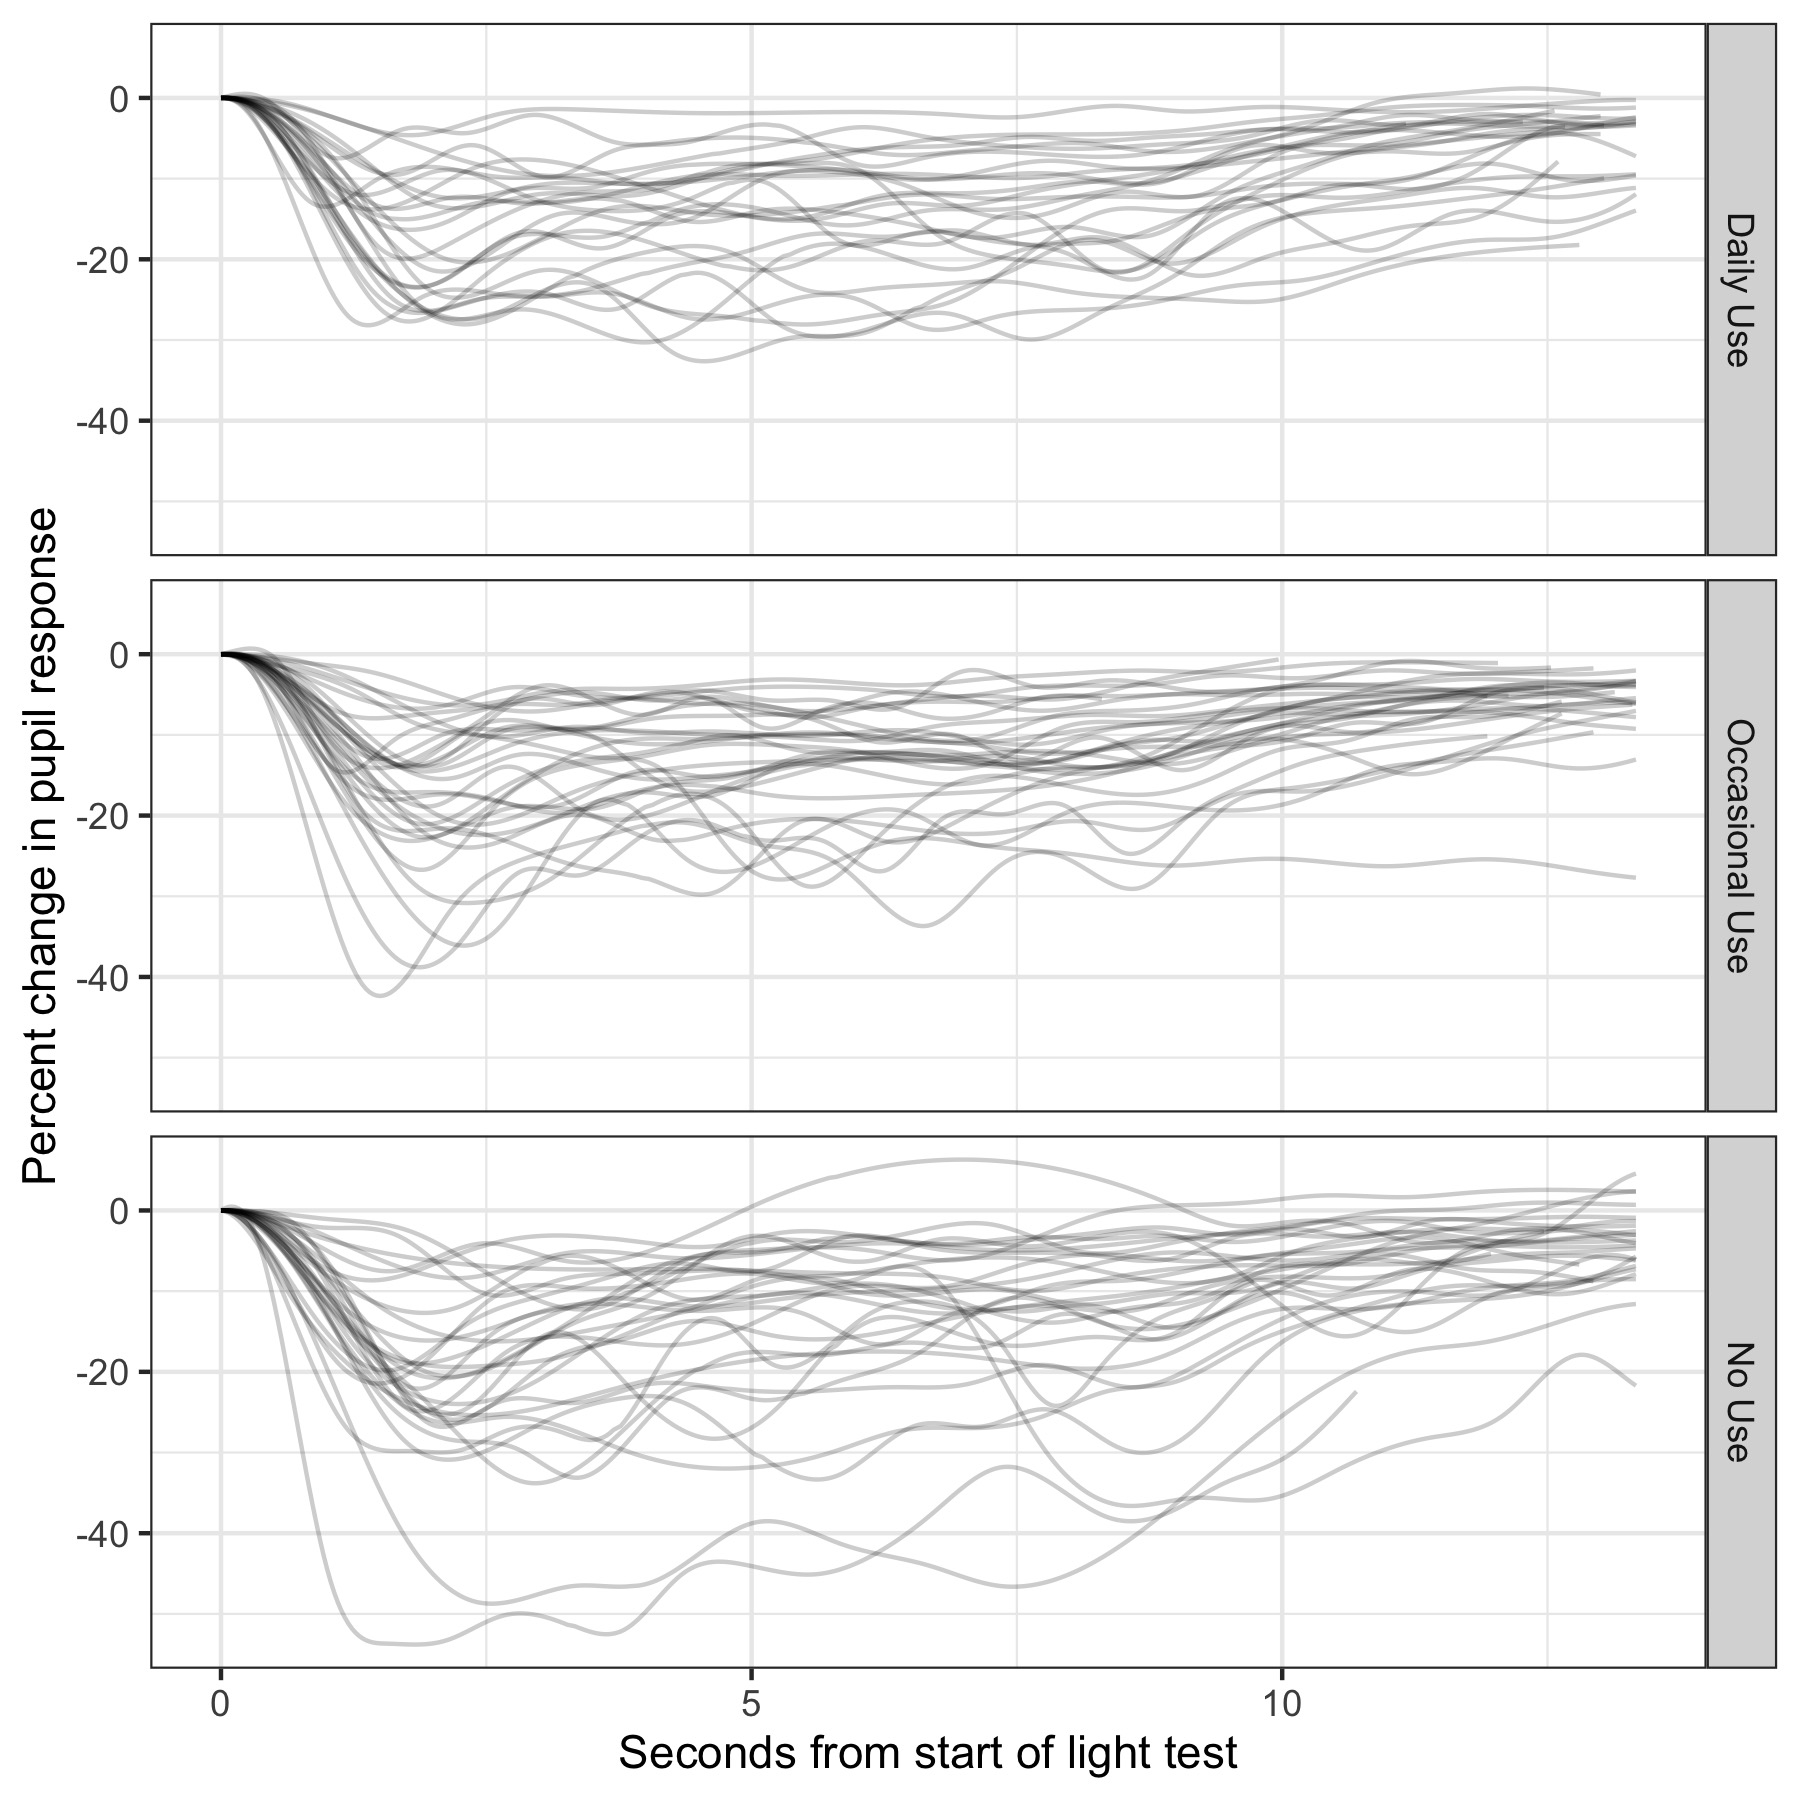 Percent change in pupil response
0
-20
-40
Daily Use
0
-20
-40
Occasional Use
0
-20
-40
No Use
0
5
10
Seconds from start of light test